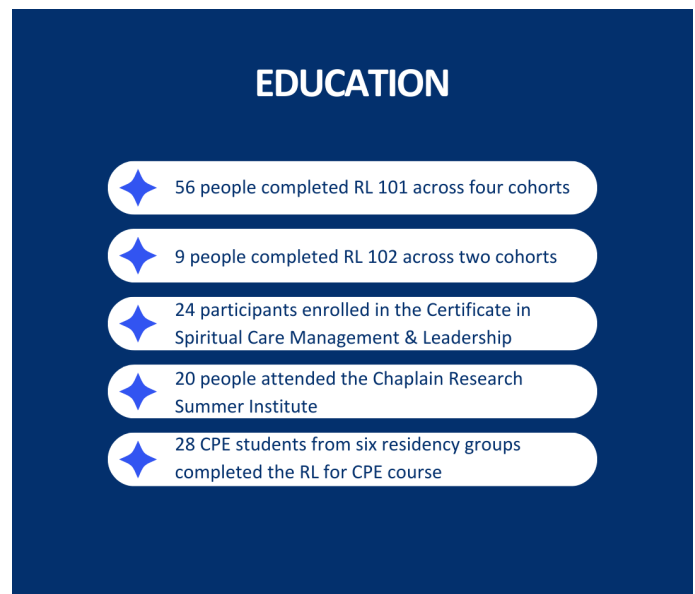 EDUCATION
56 people completed RL 101 across four cohorts
9 people completed RL 102 across two cohorts
24 participants enrolled in the Certificate in
Spiritual Care Management & Leadership
20 people attended the Chaplain Research
Summer Institute
28 CPE students from six residency groups
completed the RL for CPE course